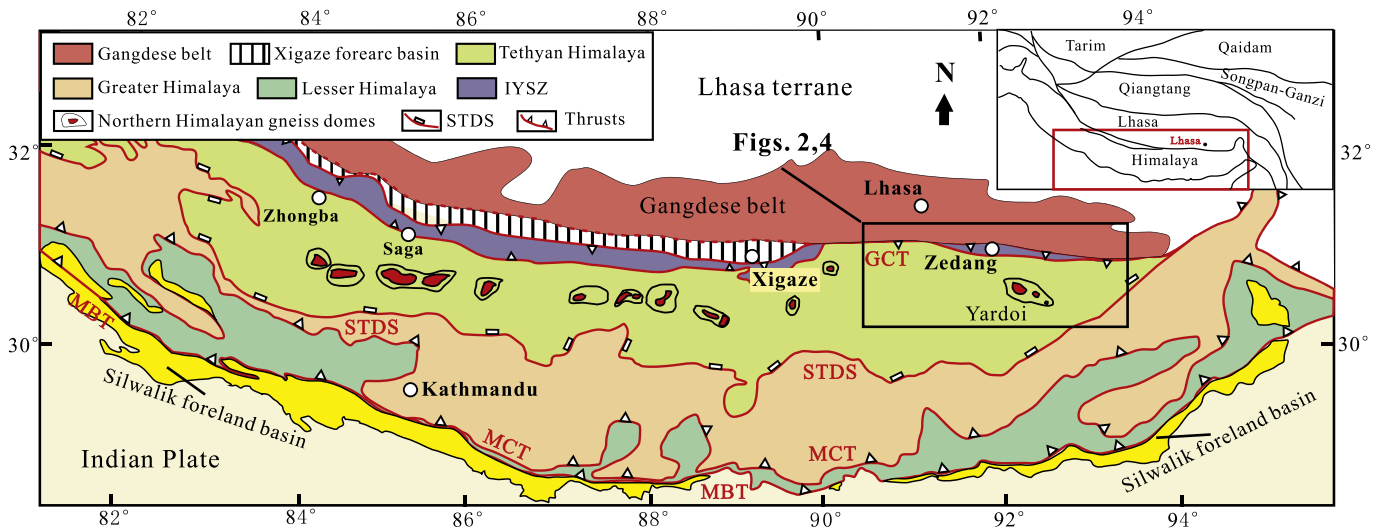 82° 84° 86° 88° 90° 92° 94°
Gangdese belt Xigaze forearc basin Tethyan Himalaya
Greater Himalaya Lesser Himalaya IYSZ
Northern Himalayan gneiss domes STDS Thrusts
Lhasa terrane
N
Tarim Qaidam
Songpan-Ganzi
Qiangtang
Lhasa
Lhasa
Himalaya
Figs. 2,4
32° 32°
Zhongba
Saga
Gangdese belt
Lhasa
Xigaze
GCT
Zedang
Yardoi
MBT
STDS
STDS
30° 30°
Kathmandu
Silwalik foreland
basin
MCT
MCT
MBT
Indian Plate
Silwalik foreland basin
82° 84° 86° 88° 90° 92° 94°